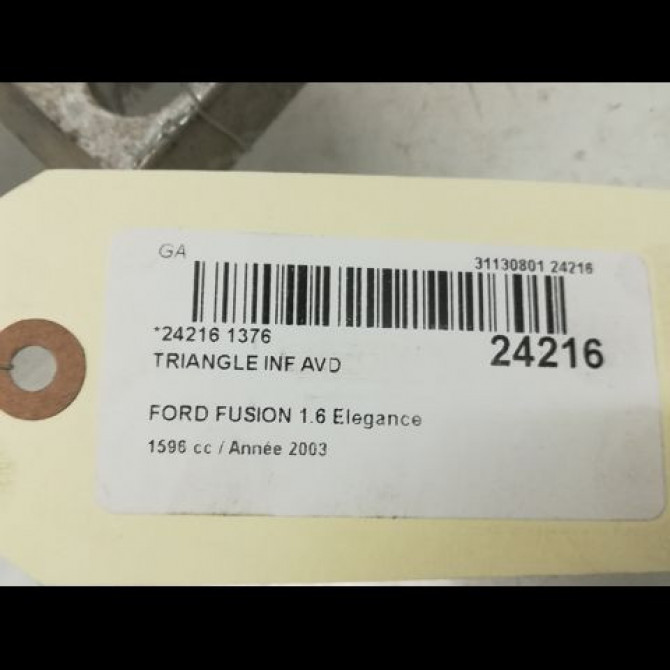 GA
31130801 24216
*24216 1376
24216
TRIANGLE INF AVD
FORD FUSION 1.6 Elegance
1596 cc / Année 2003